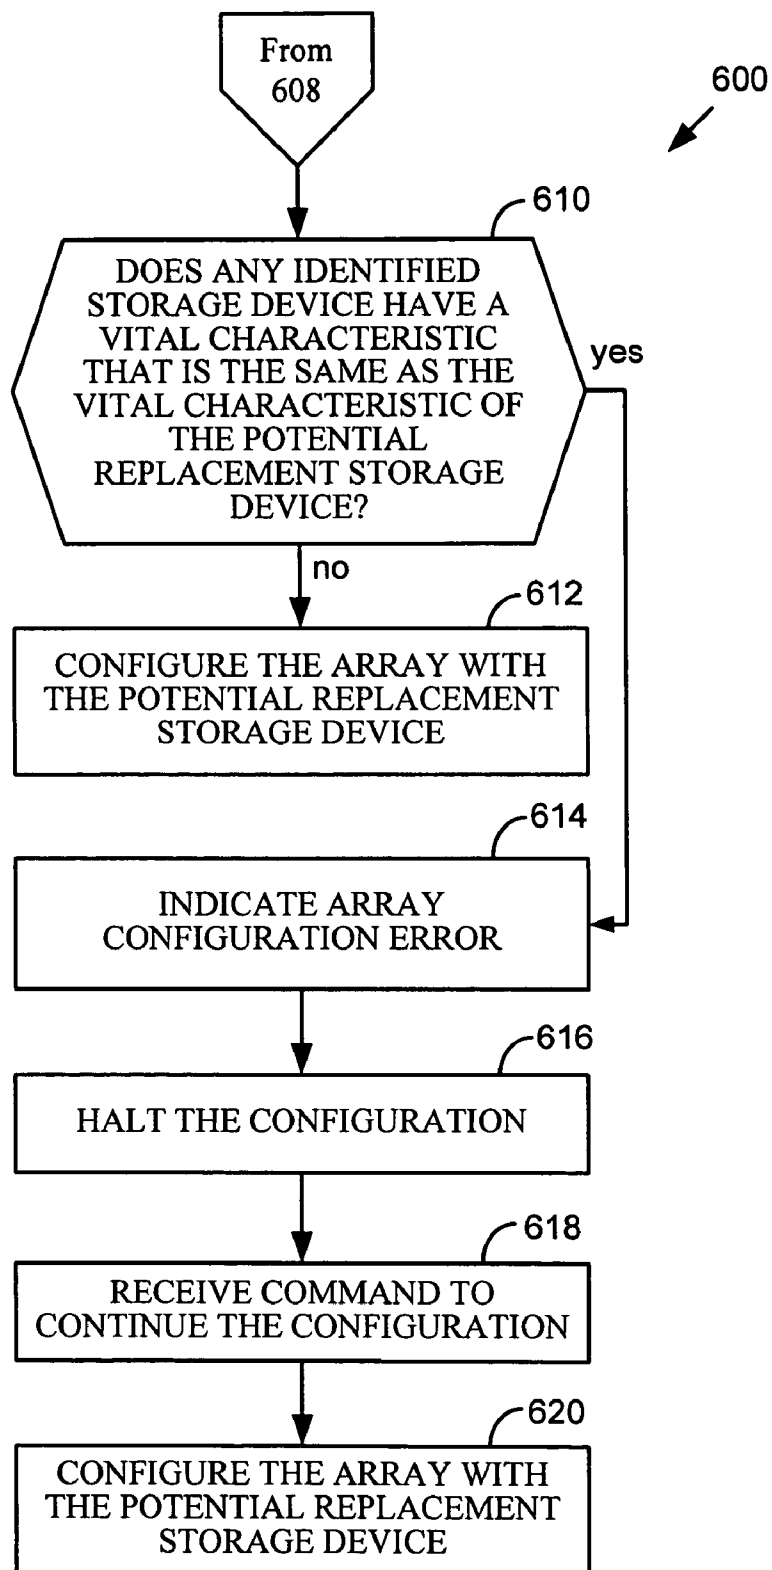 From
608
600
610
DOES ANY IDENTIFIED
STORAGE DEVICE HAVE A
VITAL CHARACTERISTIC
THAT IS THE SAME AS THE
VITAL CHARACTERISTIC OF
THE POTENTIAL
REPLACEMENT STORAGE
DEVICE?
yes
no
612
CONFIGURE THE ARRAY WITH
THE POTENTIAL REPLACEMENT
STORAGE DEVICE
614
INDICATE ARRAY
CONFIGURATION ERROR
616
HALT THE CONFIGURATION
618
RECEIVE COMMAND TO
CONTINUE THE CONFIGURATION
620
CONFIGURE THE ARRAY WITH
THE POTENTIAL REPLACEMENT
STORAGE DEVICE